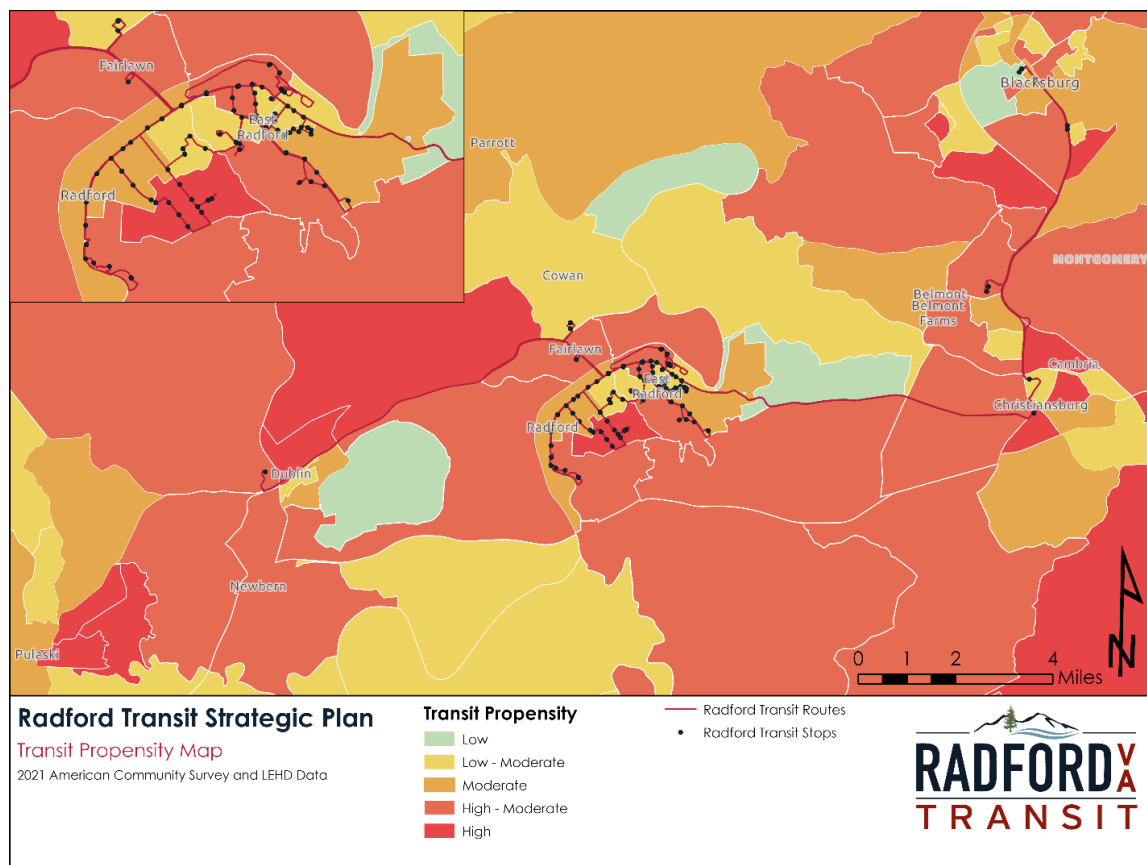 Fairlawn
East
Radford
Radford
Parrott
Blacksburg
MONTGOMERY
Cowan
Belmont
Belmont
Farms
Fairlawn
Cambria
East
Radford
Christiansburg
Radford
Dublin
Newbern
Pulaski
N
0 1 2 4
Miles
Radford Transit Strategic Plan
Transit Propensity Map
2021 American Community Survey and LEHD Data
Transit Propensity
Low
Low - Moderate
Moderate
High - Moderate
High
Radford Transit Routes
Radford Transit Stops
RADFORD VA
TRANSIT